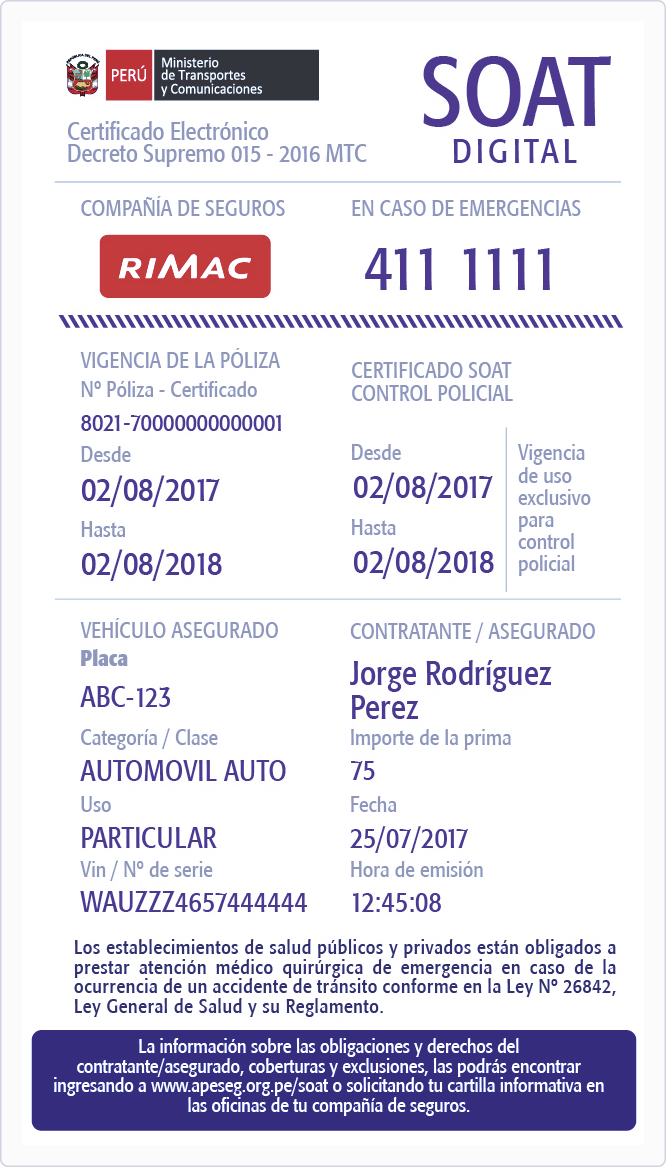 PERÚ
Ministerio
de Transportes
y Comunicaciones
Certificado Electrónico
Decreto Supremo 015 - 2016 MTC
SOAT
DIGITAL
COMPAÑÍA DE SEGUROS
RIMAC
EN CASO DE EMERGENCIAS
411 1111
VIGENCIA DE LA PÓLIZA
Nº Póliza - Certificado
8021-70000000000001
Desde
02/08/2017
Hasta
02/08/2018
CERTIFICADO SOAT
CONTROL POLICIAL
Desde
02/08/2017
Hasta
02/08/2018
Vigencia
de uso
exclusivo
para
control
policial
VEHÍCULO ASEGURADO
Placa
ABC-123
Categoría / Clase
AUTOMOVIL AUTO
Uso
PARTICULAR
Vin / Nº de serie
WAUZZZ4657444444
CONTRATANTE / ASEGURADO
Jorge Rodríguez
Perez
Importe de la prima
75
Fecha
25/07/2017
Hora de emisión
12:45:08
Los establecimientos de salud públicos y privados están obligados a
prestar atención médico quirúrgica de emergencia en caso de la
ocurrencia de un accidente de tránsito conforme en la Ley Nº 26842,
Ley General de Salud y su Reglamento.
La información sobre las obligaciones y derechos del
contratante/asegurado, coberturas y exclusiones, las podrás encontrar
ingresando a www.apeseg.org.pe/soat o solicitando tu cartilla informativa en
las oficinas de tu compañía de seguros.